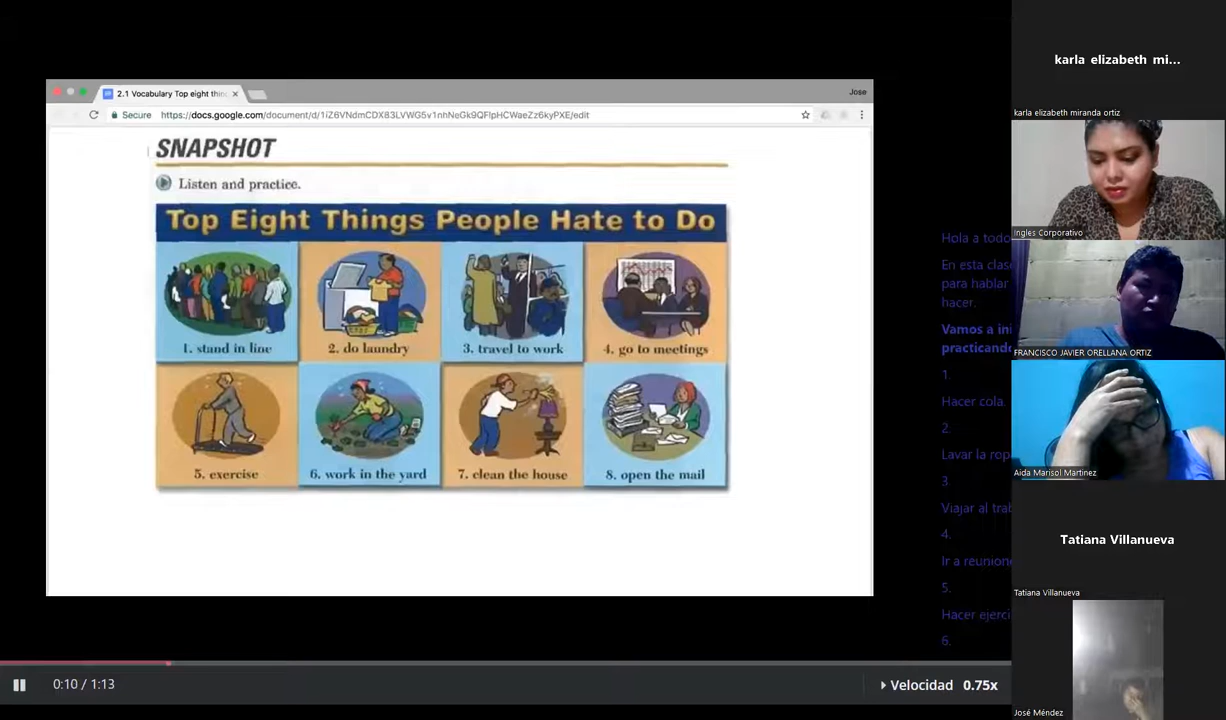 2.1 Vocabulary Top eight thin
Jose
Secure https://docs.google.com/document/d/1iZ6VNdmCDX83LVWG5v1nhNeGk9QFlpHCWaeZz6kyPXE/edit
SNAPSHOT
Listen and practice.
Top Eight Things People Hate to Do
1. stand in line
2. do laundry
3. travel to work
4. go to meetings
5. exercise
6. work in the yard
7. clean the house
8. open the mail
Hola a todo
En esta clas
para hablar
hacer.
Vamos a ini
practicand
1.
Hacer cola.
2.
Lavar la rop
3
Viajar al trab
4.
Ir a reunione
5.
Hacer ejerci
6.
0:10 / 1:13
Velocidad 0.75x
karla elizabeth mi...
karla elizabeth miranda ortiz
Ingles Corporativo
FRANCISCO JAVIER ORELLANA ORTIZ
Aida Marisol Martinez
Tatiana Villanueva
Tatiana Villanueva
José Méndez